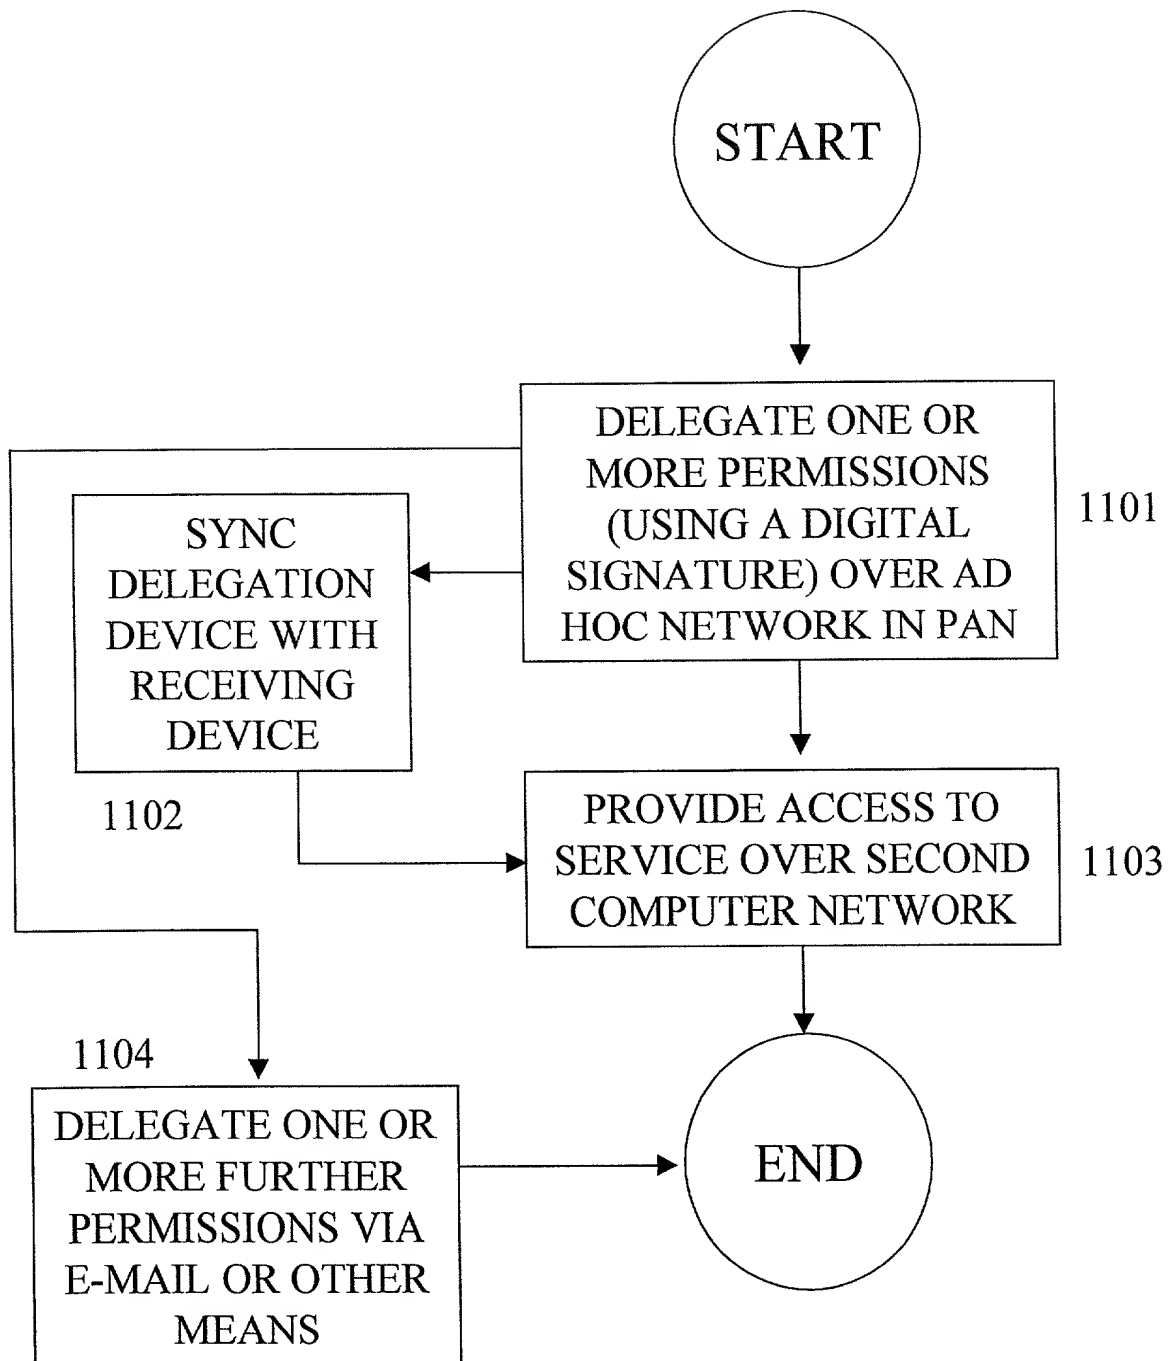 START
DELEGATE ONE OR
MORE PERMISSIONS
(USING A DIGITAL
SIGNATURE) OVER AD
HOC NETWORK IN PAN
1101
SYNC
DELEGATION
DEVICE WITH
RECEIVING
DEVICE
1102
PROVIDE ACCESS TO
SERVICE OVER SECOND
COMPUTER NETWORK
1103
1104
DELEGATE ONE OR
MORE FURTHER
PERMISSIONS VIA
E-MAIL OR OTHER
MEANS
END